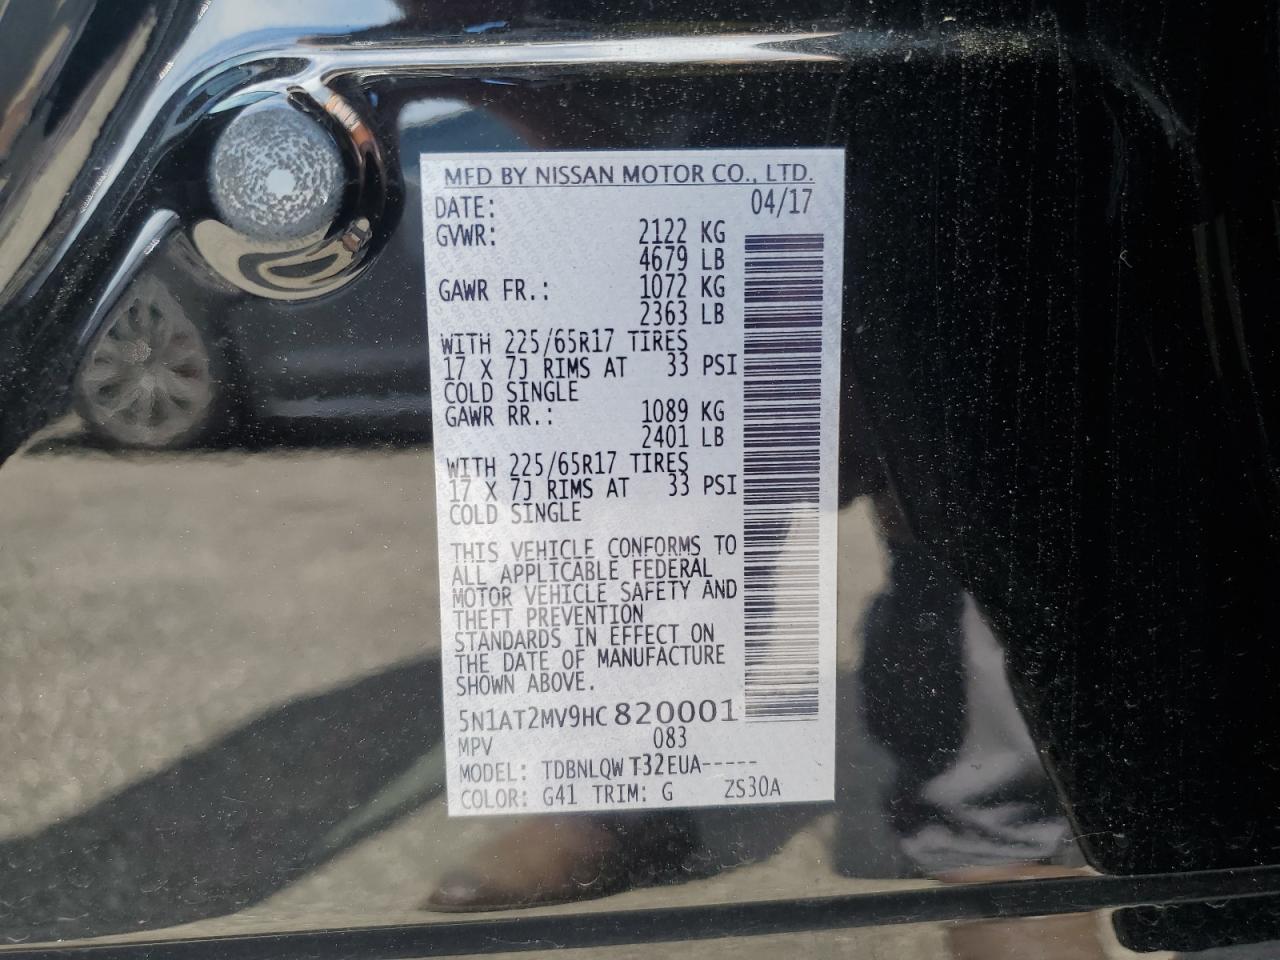 MFD BY NISSAN MOTOR CO., LTD.
DATE: 04/17
GVWR: 2122 KG
4679 LB
GAWR FR.: 1072 KG
2363 LB
WITH 225/65R17 TIRES
17 X 7J RIMS AT 33 PSI
COLD SINGLE
GAWR RR.: 1089 KG
2401 LB
WITH 225/65R17 TIRES
17 X 7J RIMS AT 33 PSI
COLD SINGLE
THIS VEHICLE CONFORMS TO
ALL APPLICABLE FEDERAL
MOTOR VEHICLE SAFETY AND
THEFT PREVENTION
STANDARDS IN EFFECT ON
THE DATE OF MANUFACTURE
SHOWN ABOVE.
5N1AT2MV9HC820001
MPV 083
MODEL: TDBNLQW T32EUA-----
COLOR: G41 TRIM: G ZS30A